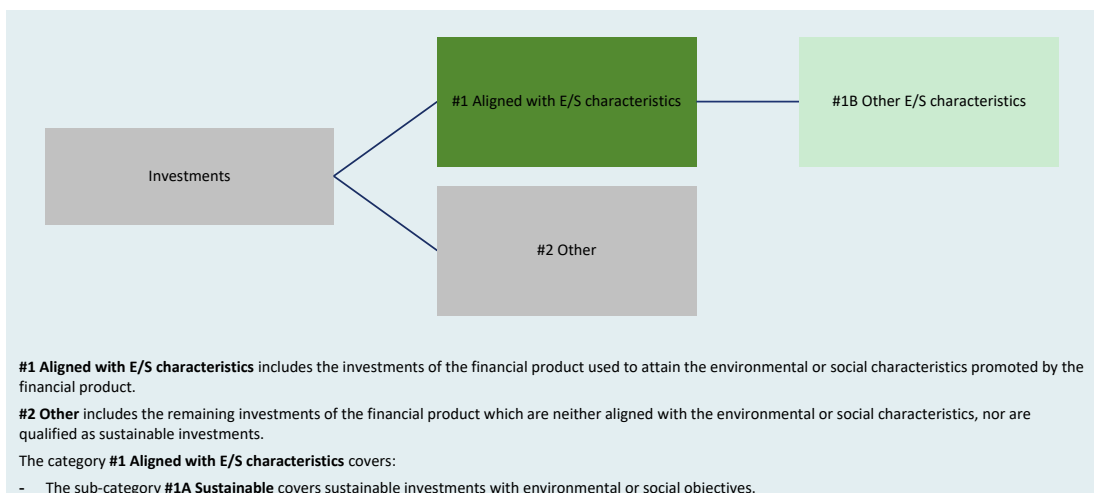 #1 Aligned with E/S characteristics
#1B Other E/S characteristics
Investments
#2 Other
#1 Aligned with E/S characteristics includes the investments of the financial product used to attain the environmental or social characteristics promoted by the
financial product.
#2 Other includes the remaining investments of the financial product which are neither aligned with the environmental or social characteristics, nor are
qualified as sustainable investments.
The category #1 Aligned with E/S characteristics covers:
- The sub-category #1A Sustainable covers sustainable investments with environmental or social objectives.